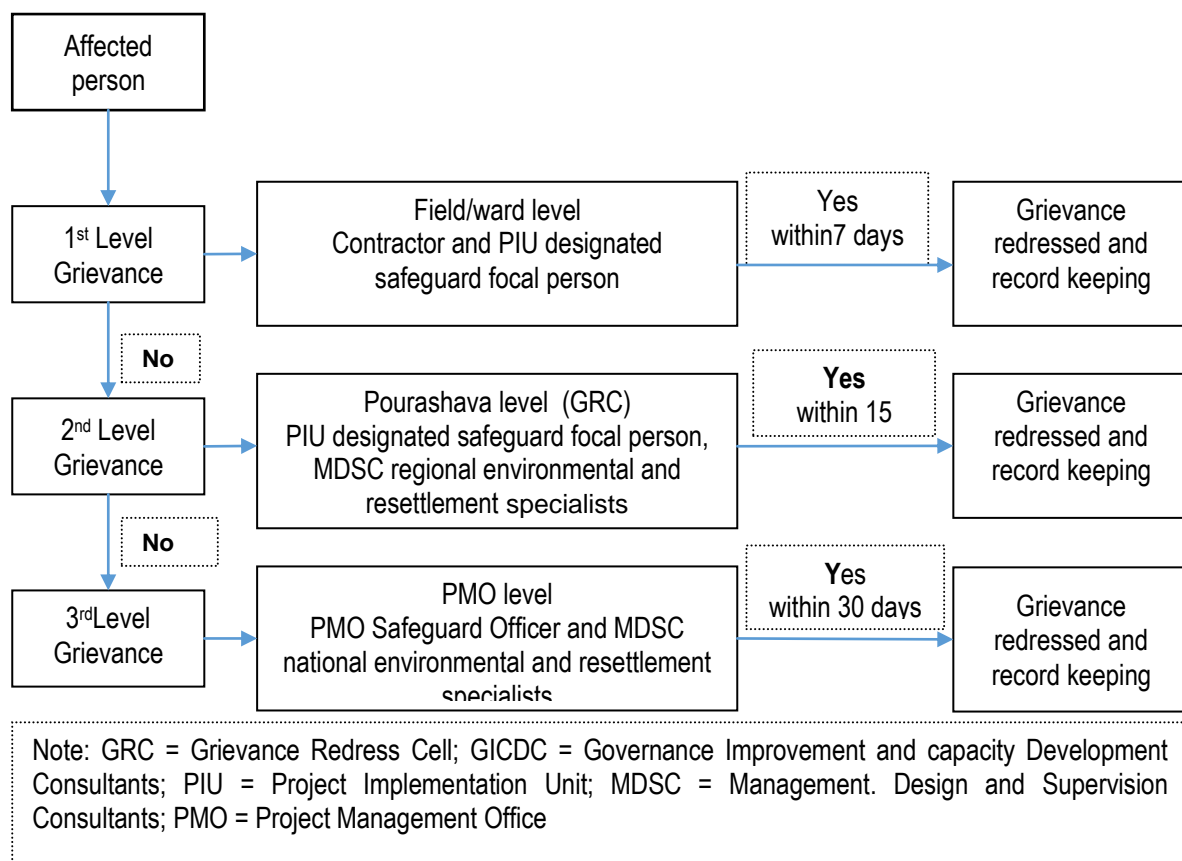 Affected
person
1st Level
Grievance
Field/ward level
Contractor and PIU designated
safeguard focal person
Yes
within7 days
Grievance
redressed and
record keeping
No
2nd Level
Grievance
Pourashava level (GRC)
PIU designated safeguard focal person,
MDSC regional environmental and
resettlement specialists
Yes
within 15
Grievance
redressed and
record keeping
No
3rdLevel
Grievance
PMO level
PMO Safeguard Officer and MDSC
national environmental and resettlement
specialists
Yes
within 30 days
Grievance
redressed and
record keeping
Note: GRC = Grievance Redress Cell; GICDC = Governance Improvement and capacity Development
Consultants; PIU = Project Implementation Unit; MDSC = Management. Design and Supervision
Consultants; PMO = Project Management Office